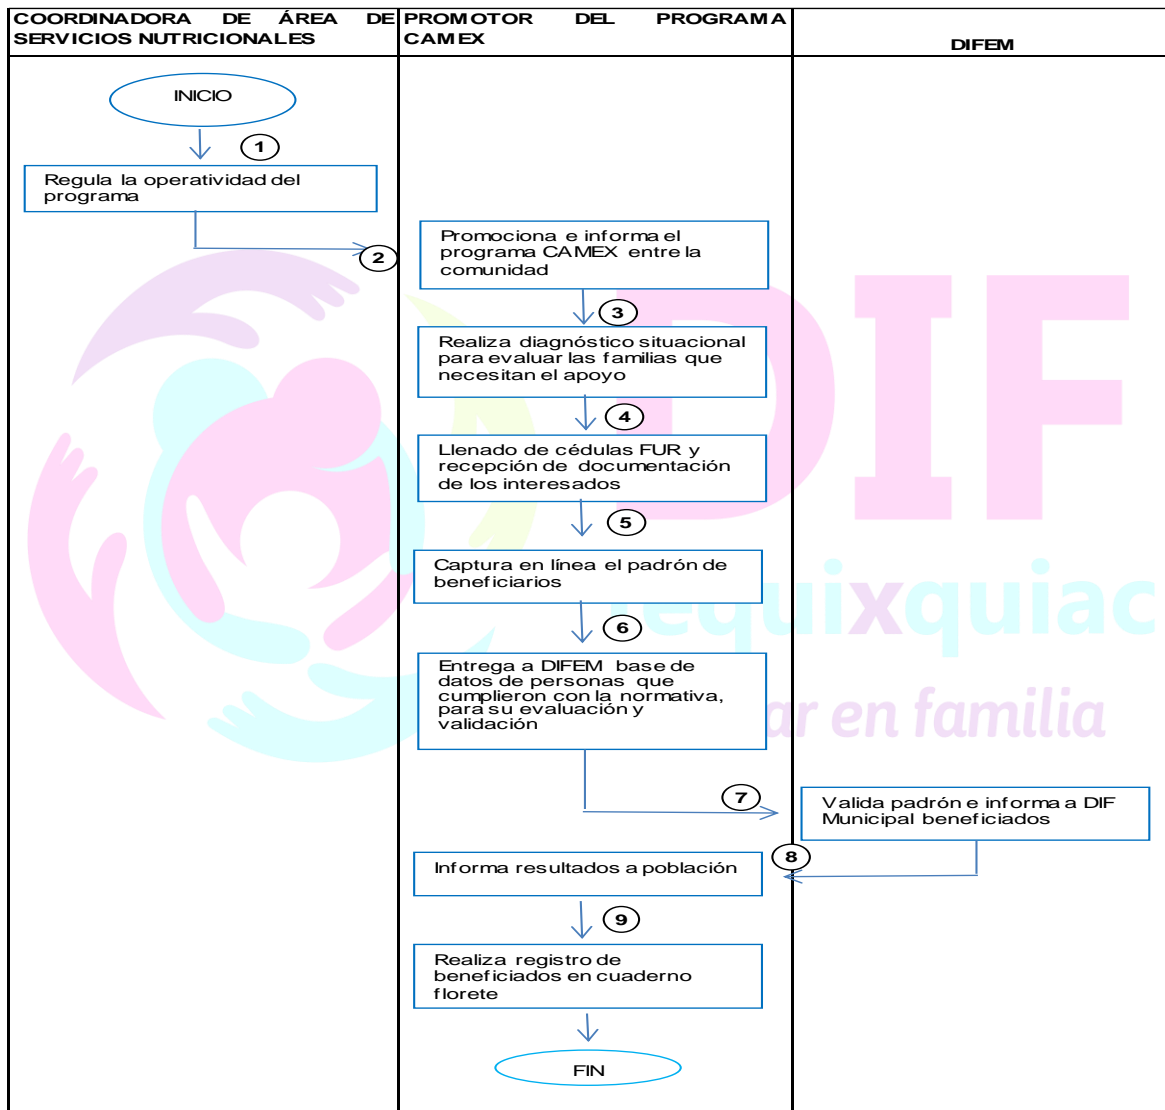 COORDINADORA DE ÁREA DE
SERVICIOS NUTRICIONALES
PROMOTOR DEL PROGRAMA
CAMEX
DIFEM
INICIO
1
Regula la operatividad del
programa
2
Promociona e informa el
programa CAMEX entre la
comunidad
3
Realiza diagnóstico situacional
para evaluar las familias que
necesitan el apoyo
4
Llenado de cédulas FUR y
recepción de documentación
de los interesados
5
Captura en línea el padrón de
beneficiarios
6
Entrega a DIFEM base de
datos de personas que
cumplieron con la normativa,
para su evaluación y
validación
7
Valida padrón e informa a DIF
Municipal beneficiados
8
Informa resultados a población
9
Realiza registro de
beneficiados en cuaderno
florete
FIN
DIF
equixquiac
ar en familia